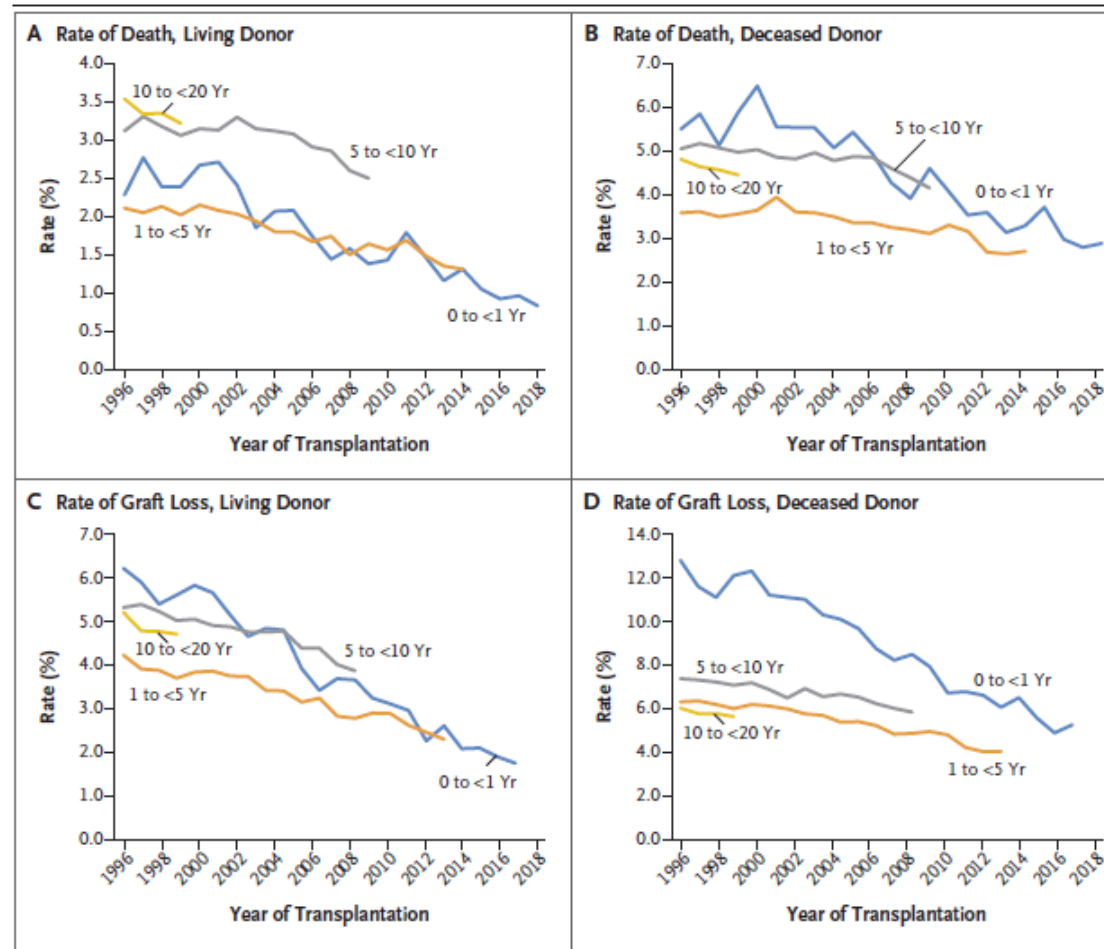 A Rate of Death, Living Donor
4.0
3.5
3.0
2.5
2.0
1.5
1.0
0.5
0.0
Rate (%)
10 to <20 Yr
5 to <10 Yr
1 to <5 Yr
0 to <1 Yr
1996
1998
2000
2002
2004
2006
2008
2010
2012
2014
2016
2018
Year of Transplantation
B Rate of Death, Deceased Donor
7.0
6.0
5.0
4.0
3.0
2.0
1.0
0.0
Rate (%)
5 to <10 Yr
10 to <20 Yr
0 to <1 Yr
1 to <5 Yr
1996
1998
2000
2002
2004
2006
2008
2010
2012
2014
2016
2018
Year of Transplantation
C Rate of Graft Loss, Living Donor
7.0
6.0
5.0
4.0
3.0
2.0
1.0
0.0
Rate (%)
10 to <20 Yr
5 to <10 Yr
1 to <5 Yr
0 to <1 Yr
1996
1998
2000
2002
2004
2006
2008
2010
2012
2014
2016
2018
Year of Transplantation
D Rate of Graft Loss, Deceased Donor
14.0
12.0
10.0
8.0
6.0
4.0
2.0
0.0
Rate (%)
5 to <10 Yr
0 to <1 Yr
10 to <20 Yr
1 to <5 Yr
1996
1998
2000
2002
2004
2006
2008
2010
2012
2014
2016
2018
Year of Transplantation